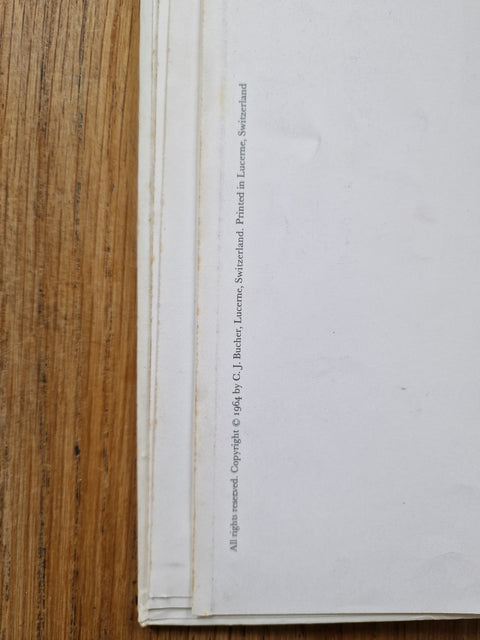 All rights reserved. Copyright © 1964 by C. J. Bucher, Lucerne, Switzerland. Printed in Lucerne, Switzerland